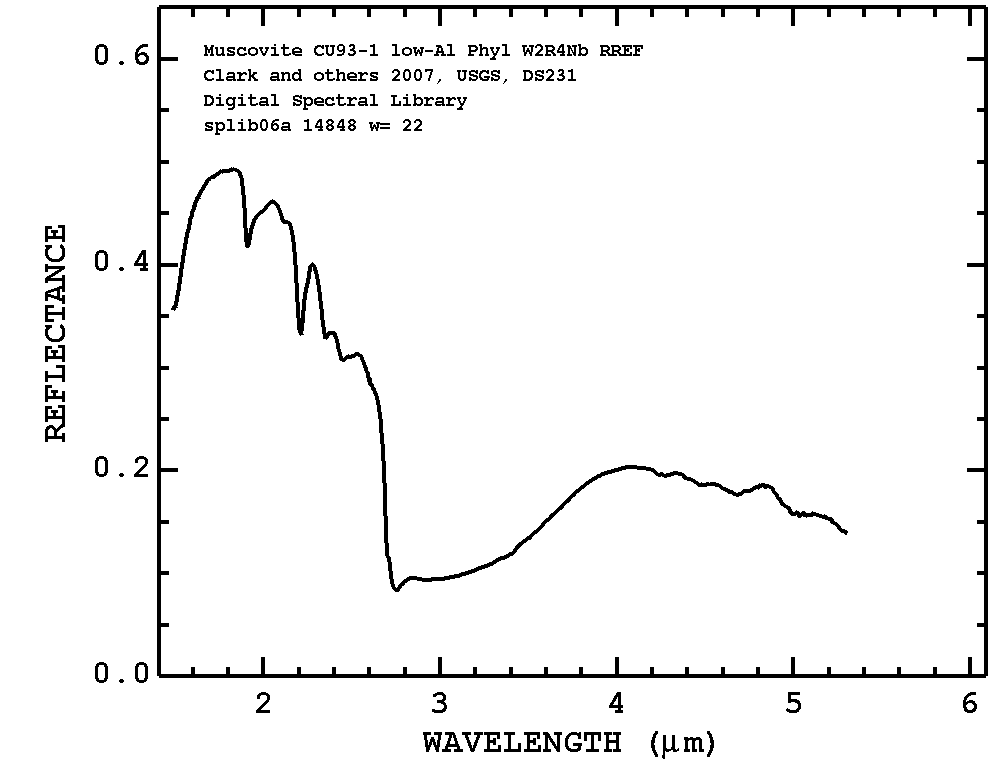 Muscovite CU93-1 low-Al Phyl W2R4Nb RREF
Clark and others 2007, USGS, DS231
Digital Spectral Library
splib06a 14848 w= 22
0.6
0.4
0.2
0.0
REFLECTANCE
2 3 4 5 6
WAVELENGTH (μm)